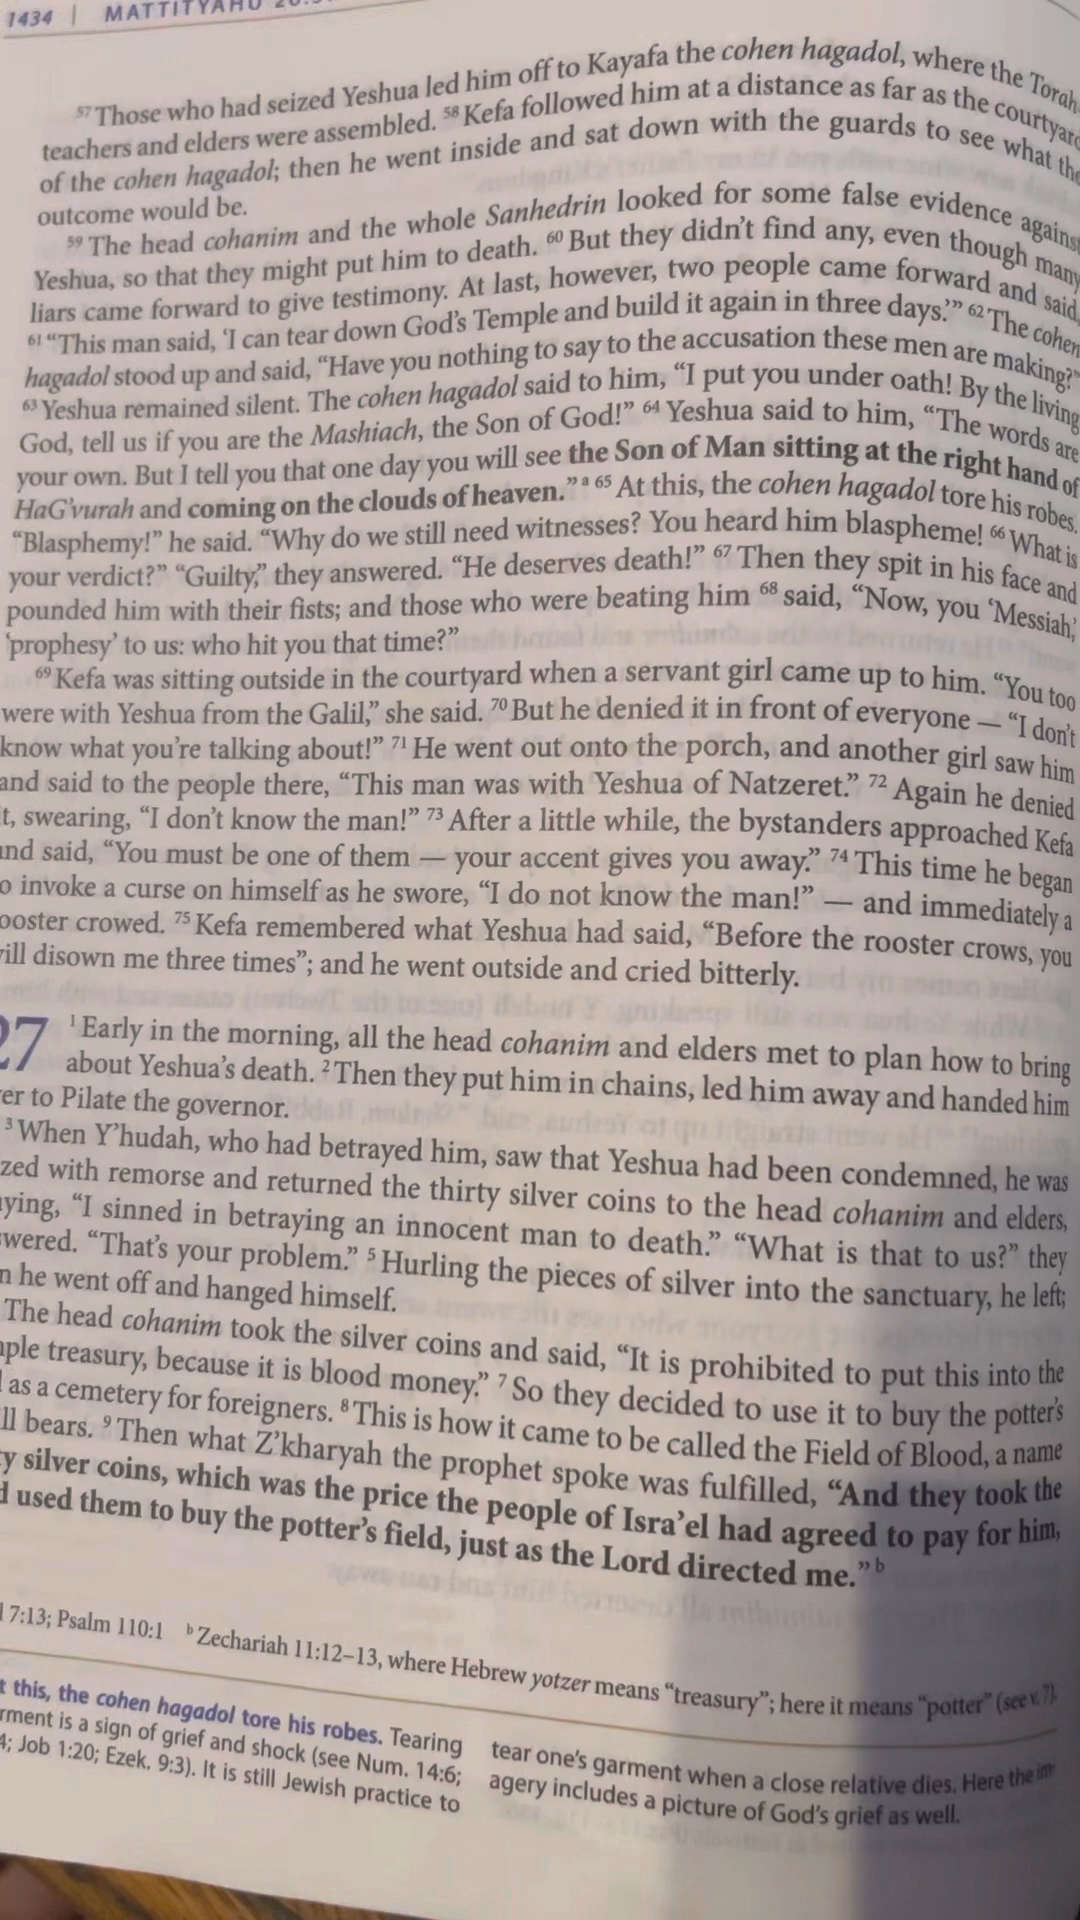 1434 | MATTITYAHU
⁵⁷ Those who had seized Yeshua led him off to Kayafa the cohen hagadol, where the Torah
teachers and elders were assembled. ⁵⁸ Kefa followed him at a distance as far as the courtyard
of the cohen hagadol; then he went inside and sat down with the guards to see what the
outcome would be.
⁵⁹ The head cohanim and the whole Sanhedrin looked for some false evidence against
Yeshua, so that they might put him to death. ⁶⁰ But they didn’t find any, even though many
liars came forward to give testimony. At last, however, two people came forward and said,
⁶¹ “This man said, ‘I can tear down God’s Temple and build it again in three days.’” ⁶² The cohen
hagadol stood up and said, “Have you nothing to say to the accusation these men are making?”
⁶³ Yeshua remained silent. The cohen hagadol said to him, “I put you under oath! By the living
God, tell us if you are the Mashiach, the Son of God!” ⁶⁴ Yeshua said to him, “The words are
your own. But I tell you that one day you will see the Son of Man sitting at the right hand of
HaG’vurah and coming on the clouds of heaven.” ᵃ ⁶⁵ At this, the cohen hagadol tore his robes.
“Blasphemy!” he said. “Why do we still need witnesses? You heard him blaspheme! ⁶⁶ What is
your verdict?” “Guilty,” they answered. “He deserves death!” ⁶⁷ Then they spit in his face and
pounded him with their fists; and those who were beating him ⁶⁸ said, “Now, you ‘Messiah,’
‘prophesy’ to us: who hit you that time?”
⁶⁹ Kefa was sitting outside in the courtyard when a servant girl came up to him. “You too
were with Yeshua from the Galil,” she said. ⁷⁰ But he denied it in front of everyone — “I don’t
know what you’re talking about!” ⁷¹ He went out onto the porch, and another girl saw him
and said to the people there, “This man was with Yeshua of Natzeret.” ⁷² Again he denied
t, swearing, “I don’t know the man!” ⁷³ After a little while, the bystanders approached Kefa
and said, “You must be one of them — your accent gives you away.” ⁷⁴ This time he began
o invoke a curse on himself as he swore, “I do not know the man!” — and immediately a
ooster crowed. ⁷⁵ Kefa remembered what Yeshua had said, “Before the rooster crows, you
will disown me three times”; and he went outside and cried bitterly.
27 ¹ Early in the morning, all the head cohanim and elders met to plan how to bring
about Yeshua’s death. ² Then they put him in chains, led him away and handed him
er to Pilate the governor.
³ When Y’hudah, who had betrayed him, saw that Yeshua had been condemned, he was
zed with remorse and returned the thirty silver coins to the head cohanim and elders,
ying, “I sinned in betraying an innocent man to death.” “What is that to us?” they
wered. “That’s your problem.” ⁵ Hurling the pieces of silver into the sanctuary, he left;
n he went off and hanged himself.
The head cohanim took the silver coins and said, “It is prohibited to put this into the
ple treasury, because it is blood money.” ⁷ So they decided to use it to buy the potter’s
as a cemetery for foreigners. ⁸ This is how it came to be called the Field of Blood, a name
ll bears. ⁹ Then what Z’kharyah the prophet spoke was fulfilled, “And they took the
y silver coins, which was the price the people of Isra’el had agreed to pay for him,
d used them to buy the potter’s field, just as the Lord directed me.” ᵇ
7:13; Psalm 110:1 ᵇ Zechariah 11:12–13, where Hebrew yotzer means “treasury”; here it means “potter” (see v. 7).
t this, the cohen hagadol tore his robes. Tearing
rment is a sign of grief and shock (see Num. 14:6;
4; Job 1:20; Ezek. 9:3). It is still Jewish practice to
tear one’s garment when a close relative dies. Here the im-
agery includes a picture of God’s grief as well.